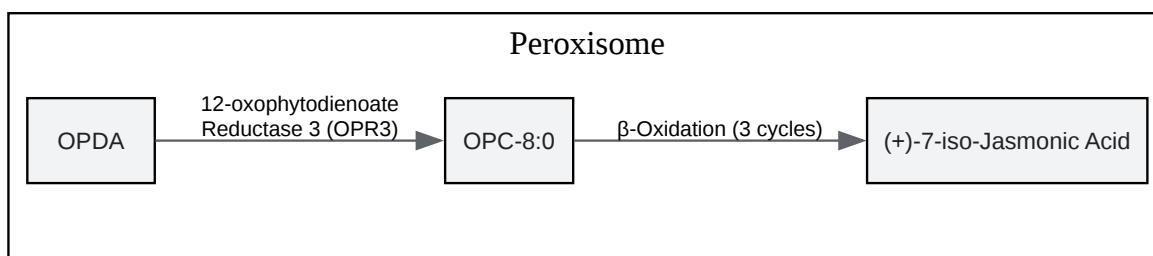 Peroxisome
12-oxophytodienoate
Reductase 3 (OPR3)
OPDA
OPC-8:0
β-Oxidation (3 cycles)
(+)-7-iso-Jasmonic Acid